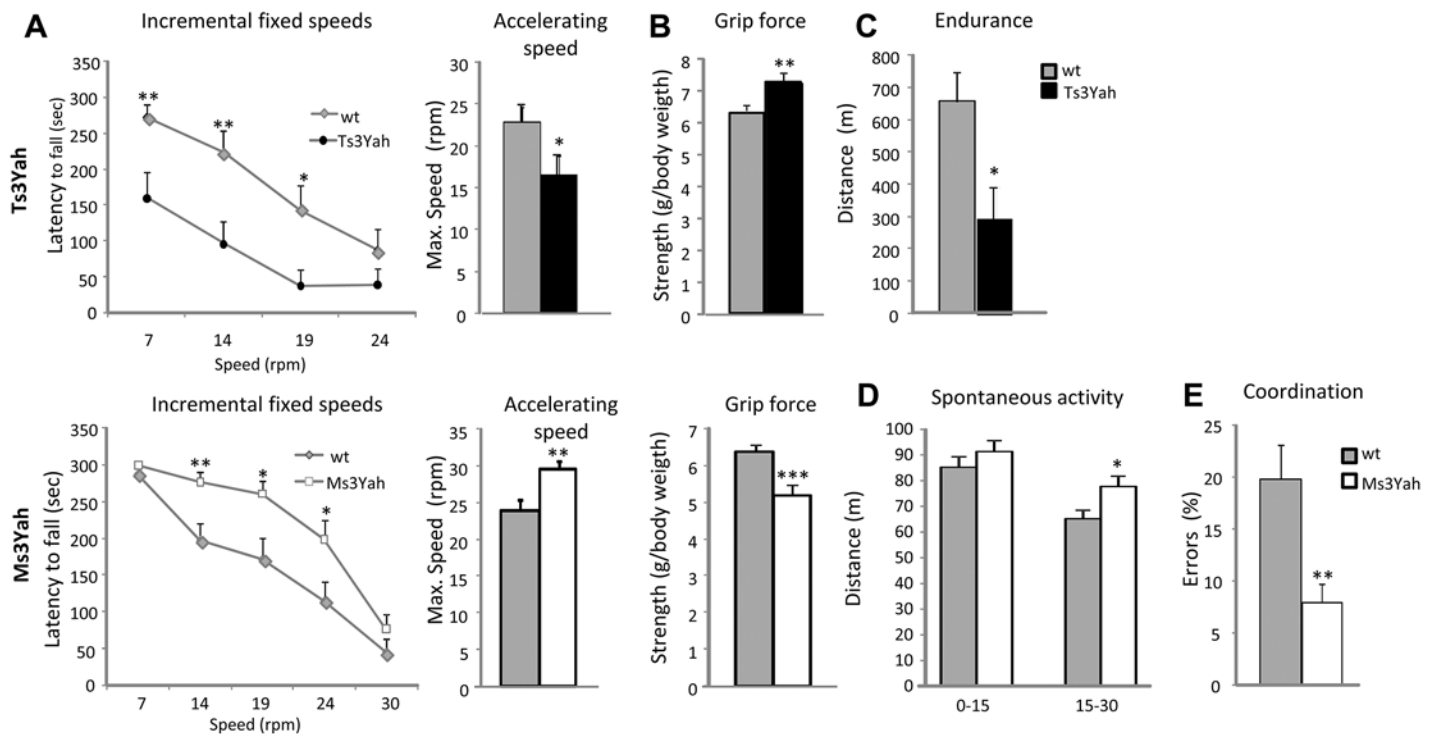 A
Incremental fixed speeds
350
300
250
200
150
100
50
0
Latency to fall (sec)
Ts3Yah
**
**
*
wt
Ts3Yah
7 14 19 24
Speed (rpm)
Accelerating
speed
30
25
20
15
10
5
0
Max. Speed (rpm)
*
B
Grip force
8
7
6
5
4
3
2
1
0
Strength (g/body weigth)
**
C
Endurance
800
700
600
500
400
300
200
100
0
Distance (m)
*
wt
Ts3Yah
Incremental fixed speeds
350
300
250
200
150
100
50
0
Latency to fall (sec)
Ms3Yah
**
*
*
wt
Ms3Yah
7 14 19 24 30
Speed (rpm)
Accelerating
speed
35
30
25
20
15
10
5
0
Max. Speed (rpm)
**
Grip force
7
6
5
4
3
2
1
0
Strength (g/body weigth)
***
D
Spontaneous activity
100
90
80
70
60
50
40
30
20
10
0
Distance (m)
*
0-15 15-30
E
Coordination
25
20
15
10
5
0
Errors (%)
**
wt
Ms3Yah